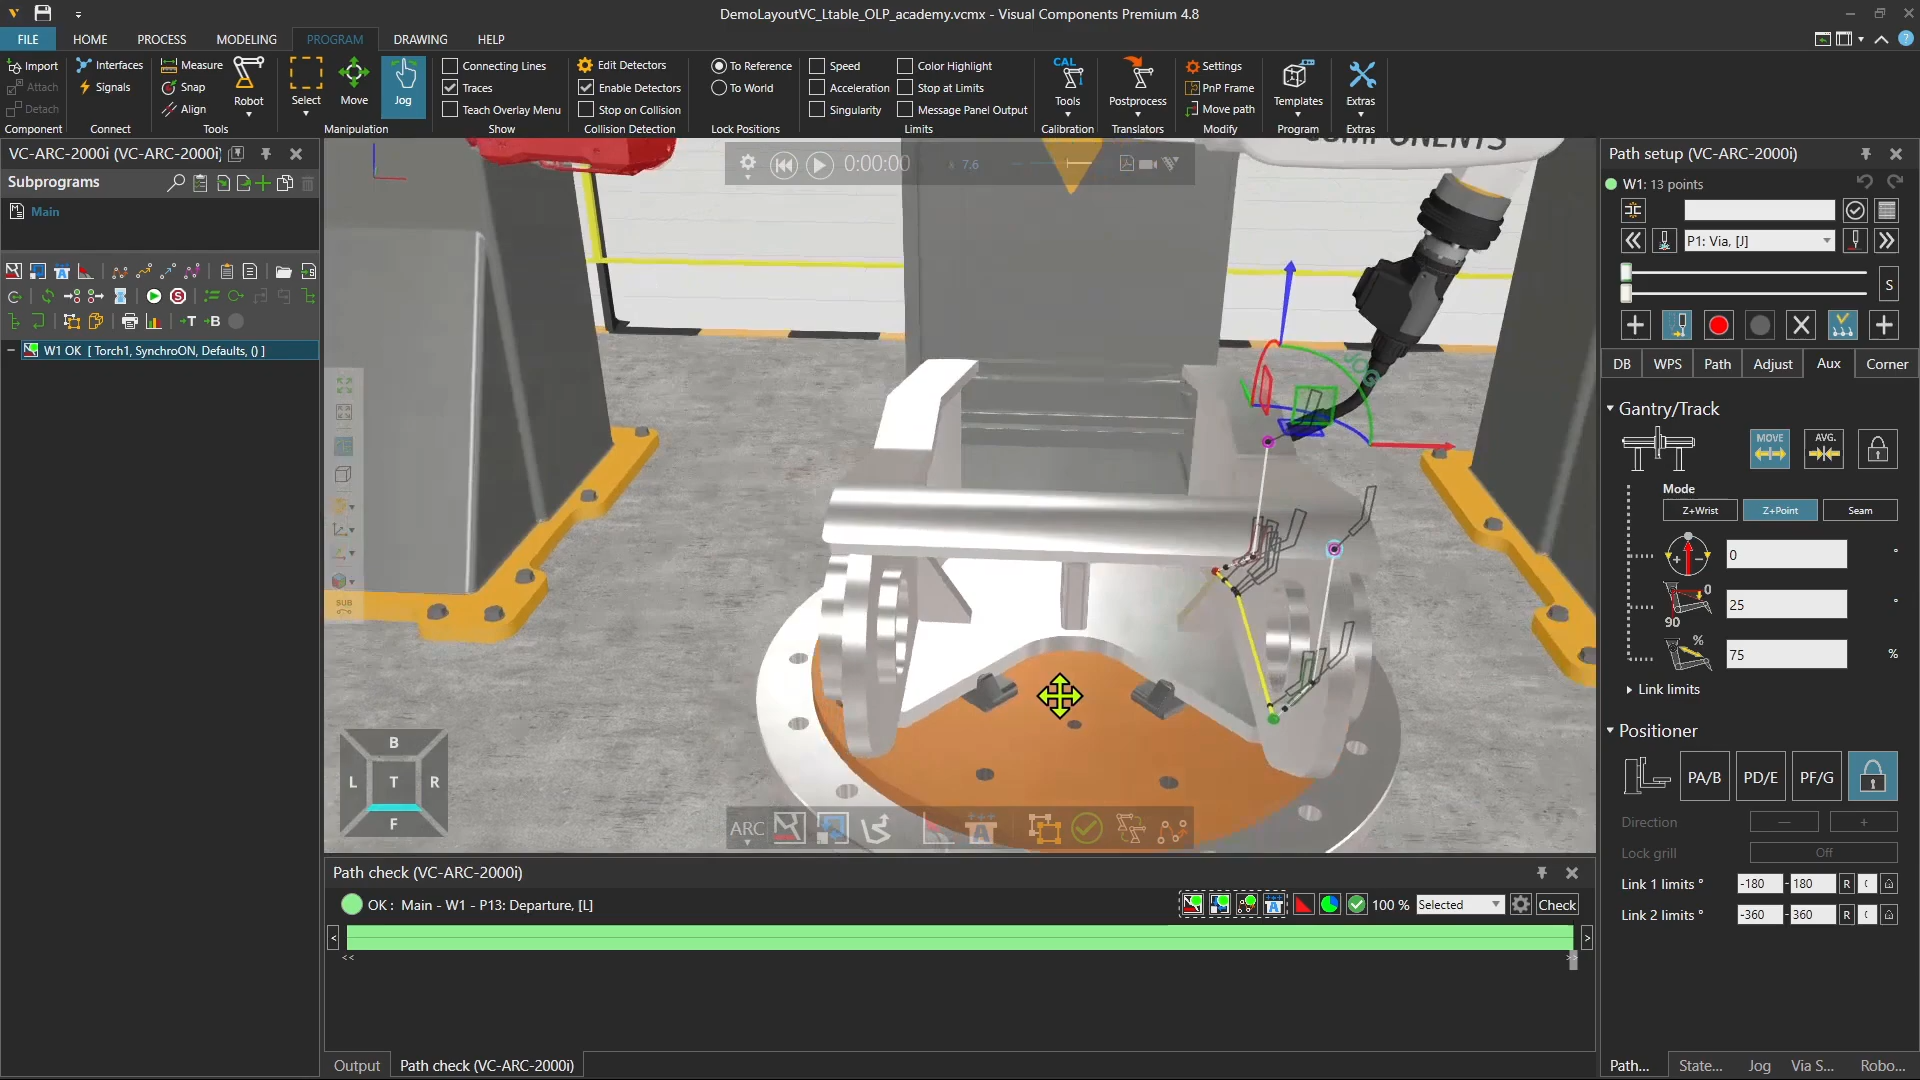 DemoLayoutVC_Ltable_OLP_academy.vcmx - Visual Components Premium 4.8
FILE HOME PROCESS MODELING PROGRAM DRAWING HELP
Import Interfaces Measure Connecting Lines Edit Detectors To Reference Speed Color Highlight CAL Settings
Attach Signals Snap Robot Select Move Jog Traces Enable Detectors To World Acceleration Stop at Limits Tools Postprocess PnP Frame Templates Extras
Detach Align Teach Overlay Menu Stop on Collision Singularity Message Panel Output Move path
Component Connect Tools Manipulation Show Collision Detection Lock Positions Limits Calibration Translators Modify Program Extras
VC-ARC-2000i (VC-ARC-2000i)
Subprograms
Main
W1 OK [ Torch1, SynchroON, Defaults, () ]
T
B
0:00:00
x 7.6
COMPONENTS
SUB
B
L T R
F
ARC
Path check (VC-ARC-2000i)
OK : Main - W1 - P13: Departure, [L]
100 % Selected Check
< >
<< >>
Output Path check (VC-ARC-2000i)
Path setup (VC-ARC-2000i)
W1: 13 points
P1: Via, [J]
S
DB WPS Path Adjust Aux Corner
Gantry/Track
MOVE AVG.
Mode
Z+Wrist Z+Point Seam
0 °
0
90
25 °
%
75 %
Link limits
Positioner
PA/B PD/E PF/G
Direction — +
Lock grill Off
Link 1 limits ° -180 - 180 R
Link 2 limits ° -360 - 360 R
Path... State... Jog Via S... Robo...